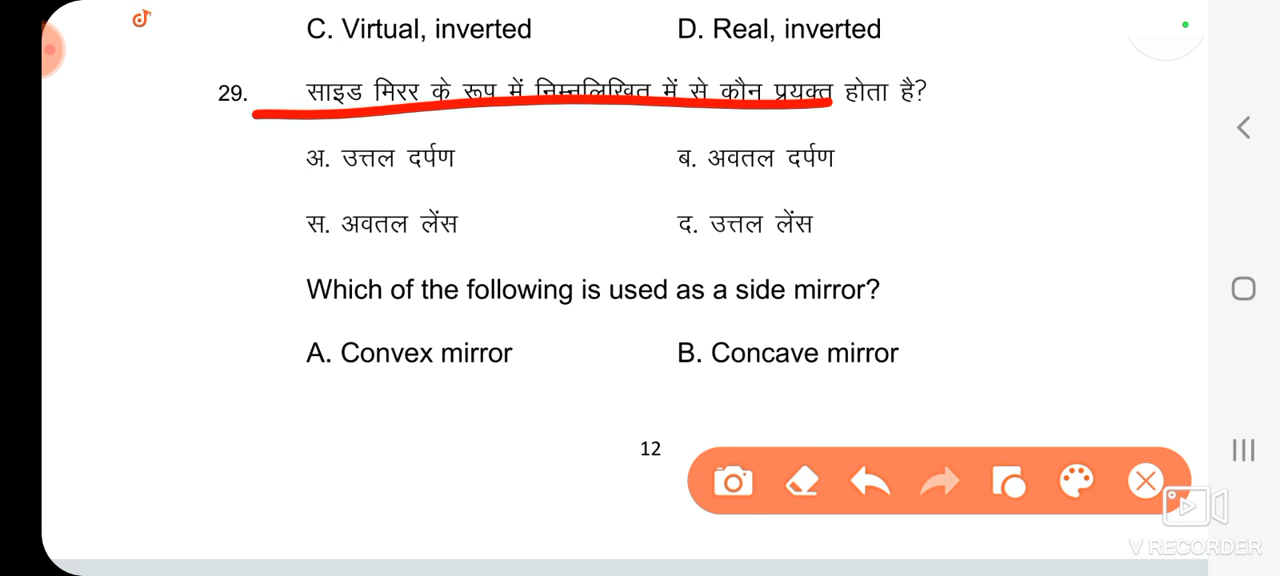 C. Virtual, inverted D. Real, inverted
29. साइड मिरर के रूप में निम्नलिखित में से कौन प्रयुक्त होता है?
अ. उत्तल दर्पण ब. अवतल दर्पण
स. अवतल लेंस द. उत्तल लेंस
Which of the following is used as a side mirror?
A. Convex mirror B. Concave mirror
12
V RECORDER